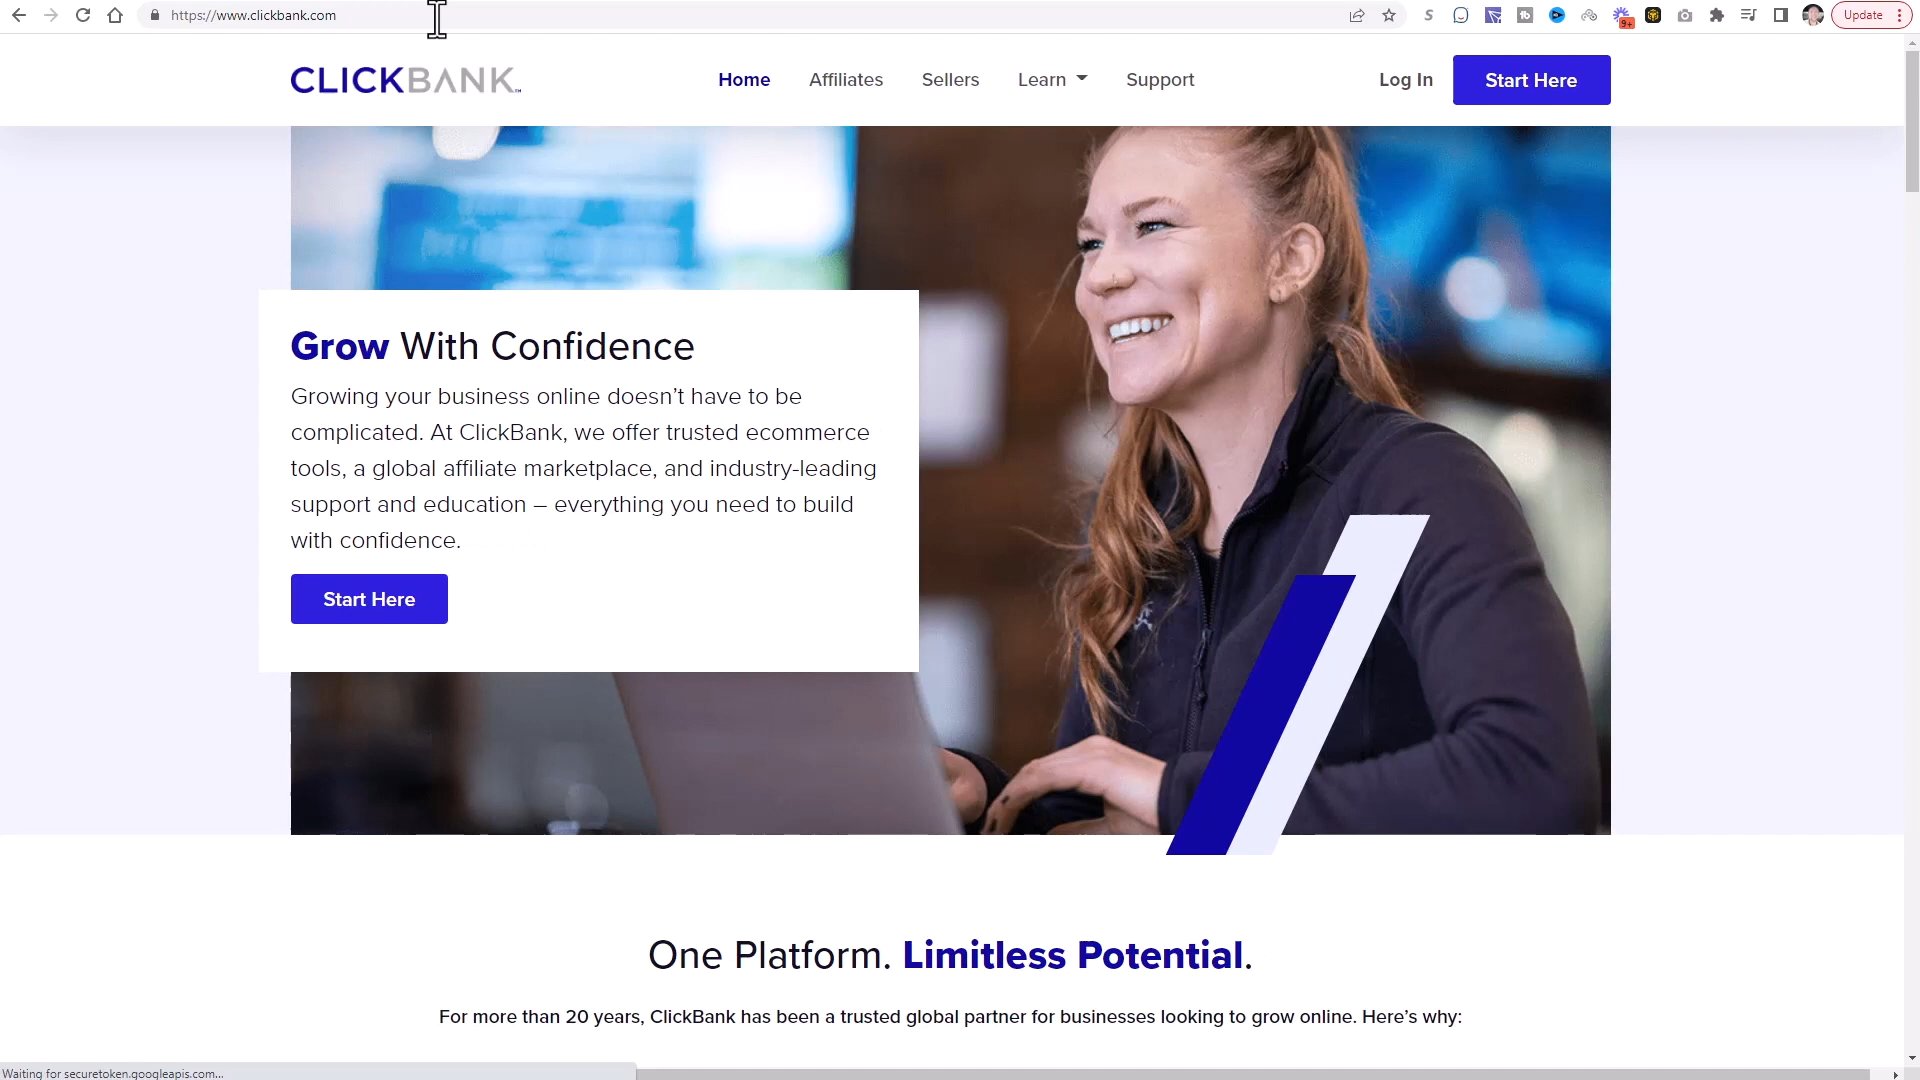 https://www.clickbank.com
9+
Update
CLICKBANK™
Home
Affiliates
Sellers
Learn
Support
Log In
Start Here
Grow With Confidence
Growing your business online doesn’t have to be
complicated. At ClickBank, we offer trusted ecommerce
tools, a global affiliate marketplace, and industry-leading
support and education – everything you need to build
with confidence.
Start Here
One Platform. Limitless Potential.
For more than 20 years, ClickBank has been a trusted global partner for businesses looking to grow online. Here’s why:
Waiting for securetoken.googleapis.com...